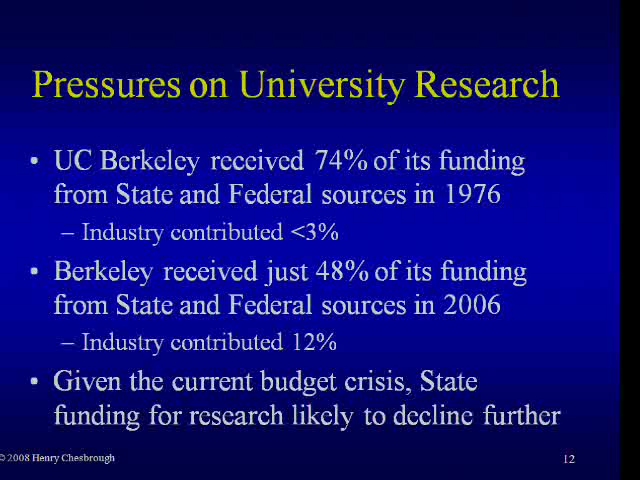 Pressures on University Research
• UC Berkeley received 74% of its funding
from State and Federal sources in 1976
– Industry contributed <3%
• Berkeley received just 48% of its funding
from State and Federal sources in 2006
– Industry contributed 12%
• Given the current budget crisis, State
funding for research likely to decline further
© 2008 Henry Chesbrough
12